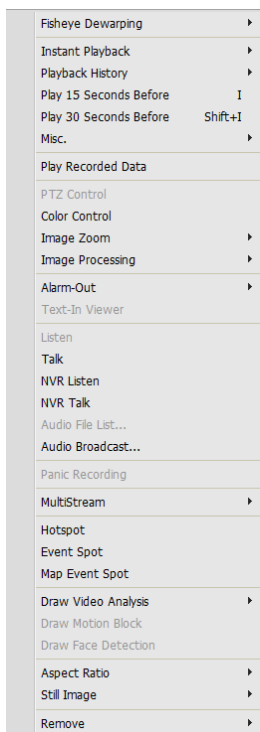 Fisheye Dewarping
Instant Playback
Playback History
Play 15 Seconds Before I
Play 30 Seconds Before Shift+I
Misc.
Play Recorded Data
PTZ Control
Color Control
Image Zoom
Image Processing
Alarm-Out
Text-In Viewer
Listen
Talk
NVR Listen
NVR Talk
Audio File List...
Audio Broadcast...
Panic Recording
MultiStream
Hotspot
Event Spot
Map Event Spot
Draw Video Analysis
Draw Motion Block
Draw Face Detection
Aspect Ratio
Still Image
Remove